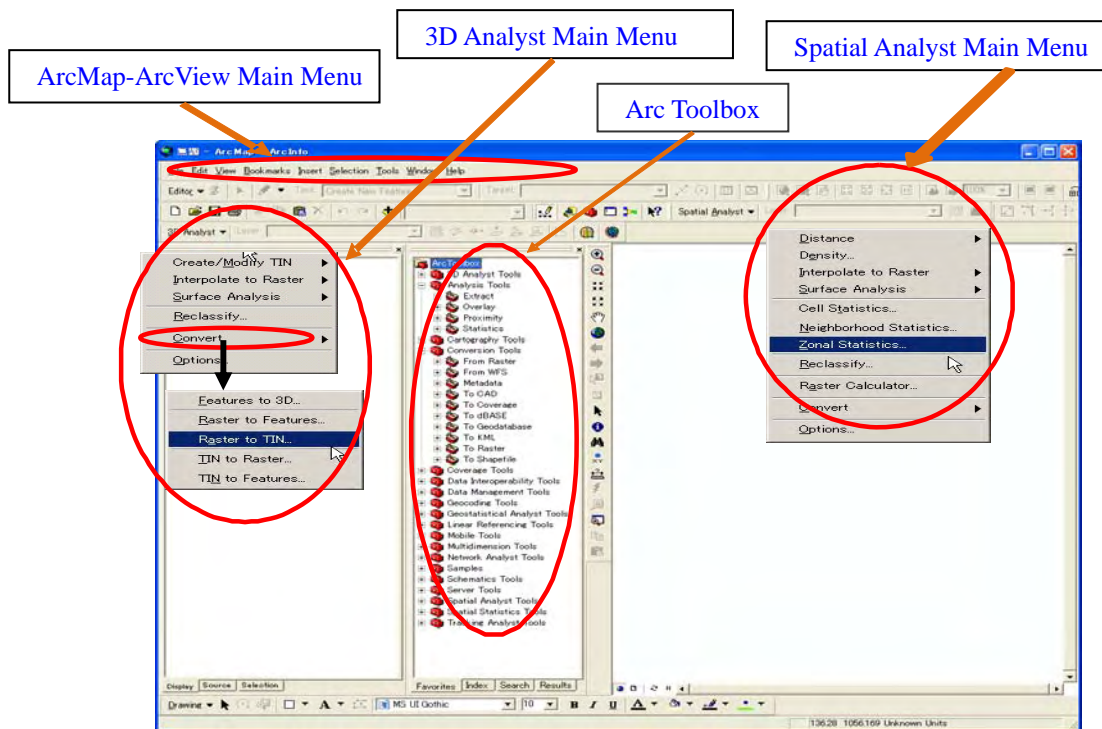 3D Analyst Main Menu
Spatial Analyst Main Menu
ArcMap-ArcView Main Menu
Arc Toolbox
ArcMap - ArcInfo
Edit View Bookmarks Insert Selection Tools Window Help
Editor Task: Create New Feature Target: 100%
Spatial Analyst
3D Analyst Layer:
Create/Modify TIN
Interpolate to Raster
Surface Analysis
Reclassify...
Convert
Options...
Features to 3D...
Raster to Features...
Raster to TIN...
TIN to Raster...
TIN to Features...
ArcToolbox
3D Analyst Tools
Analysis Tools
Extract
Overlay
Proximity
Statistics
Cartography Tools
Conversion Tools
From Raster
From WFS
Metadata
To CAD
To Coverage
To dBASE
To Geodatabase
To KML
To Raster
To Shapefile
Coverage Tools
Data Interoperability Tools
Data Management Tools
Geocoding Tools
Geostatistical Analyst Tools
Linear Referencing Tools
Mobile Tools
Multidimension Tools
Network Analyst Tools
Samples
Schematics Tools
Server Tools
Spatial Analyst Tools
Spatial Statistics Tools
Tracking Analyst Tools
Distance
Density...
Interpolate to Raster
Surface Analysis
Cell Statistics...
Neighborhood Statistics...
Zonal Statistics...
Reclassify...
Raster Calculator...
Convert
Options...
Display Source Selection
Favorites Index Search Results
Drawing A MS UI Gothic 10 B I U A
136.28 1056.169 Unknown Units